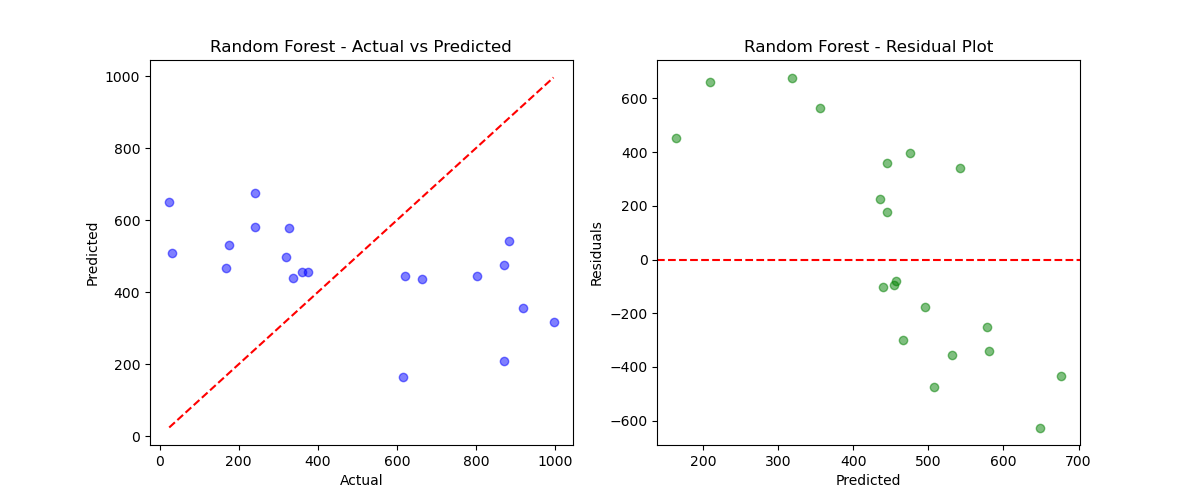 Random Forest - Actual vs Predicted
1000
800
600
400
200
0
Predicted
0 200 400 600 800 1000
Actual
Random Forest - Residual Plot
600
400
200
0
−200
−400
−600
Residuals
200 300 400 500 600 700
Predicted